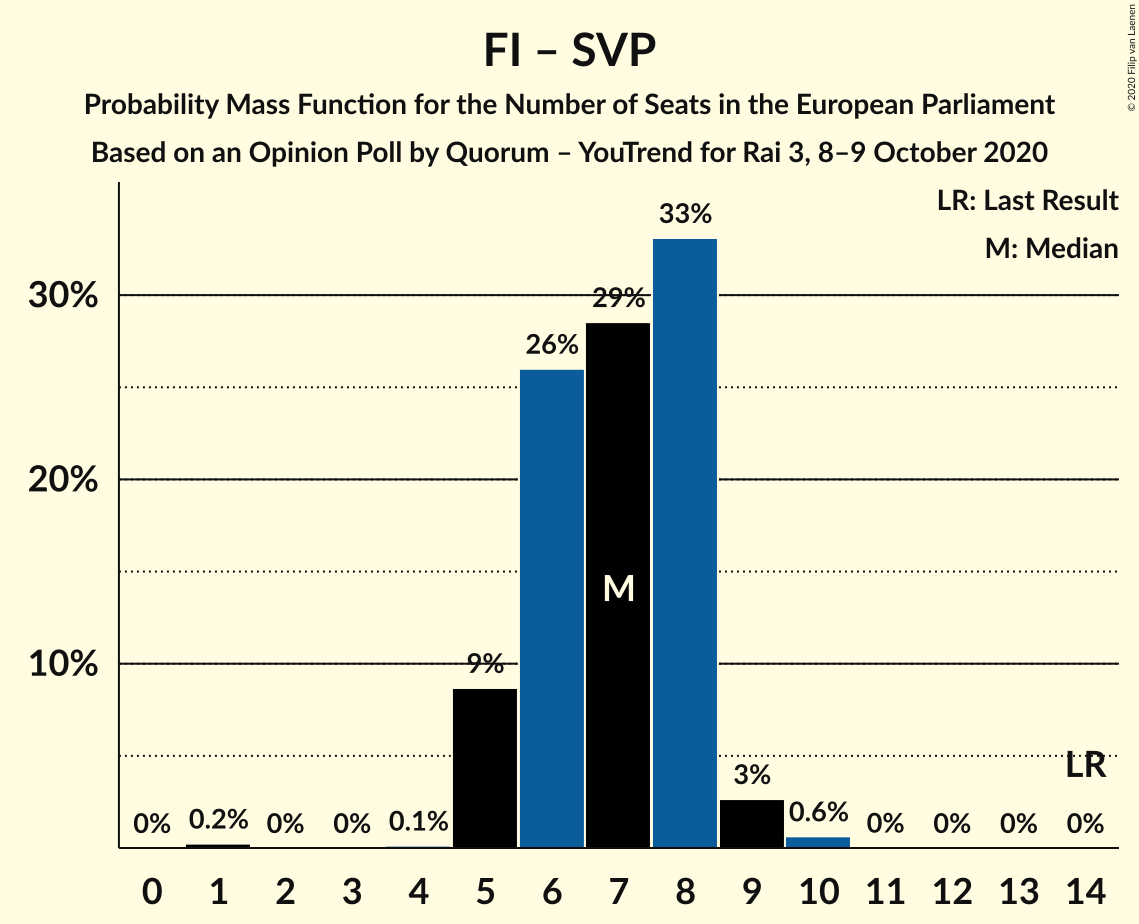 FI – SVP
Probability Mass Function for the Number of Seats in the European Parliament
Based on an Opinion Poll by Quorum – YouTrend for Rai 3, 8–9 October 2020
© 2020 Filip van Laenen
LR: Last Result
M: Median
33%
30%
29%
26%
20%
M
10%
9%
LR
3%
0%
0.2%
0%
0%
0.1%
0.6%
0%
0%
0%
0%
0 1 2 3 4 5 6 7 8 9 10 11 12 13 14